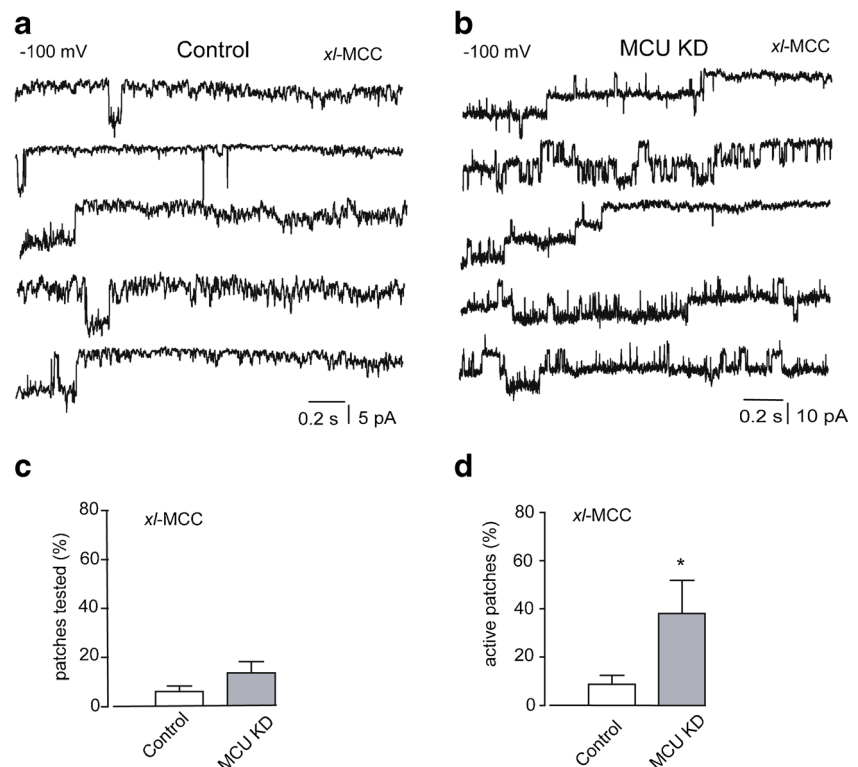 a
b
-100 mV Control xl-MCC
-100 mV MCU KD xl-MCC
0.2 s 5 pA
0.2 s 10 pA
c
d
xl-MCC
patches tested (%)
80
60
40
20
0
Control
MCU KD
xl-MCC
active patches (%)
80
60
40
20
0
*
Control
MCU KD